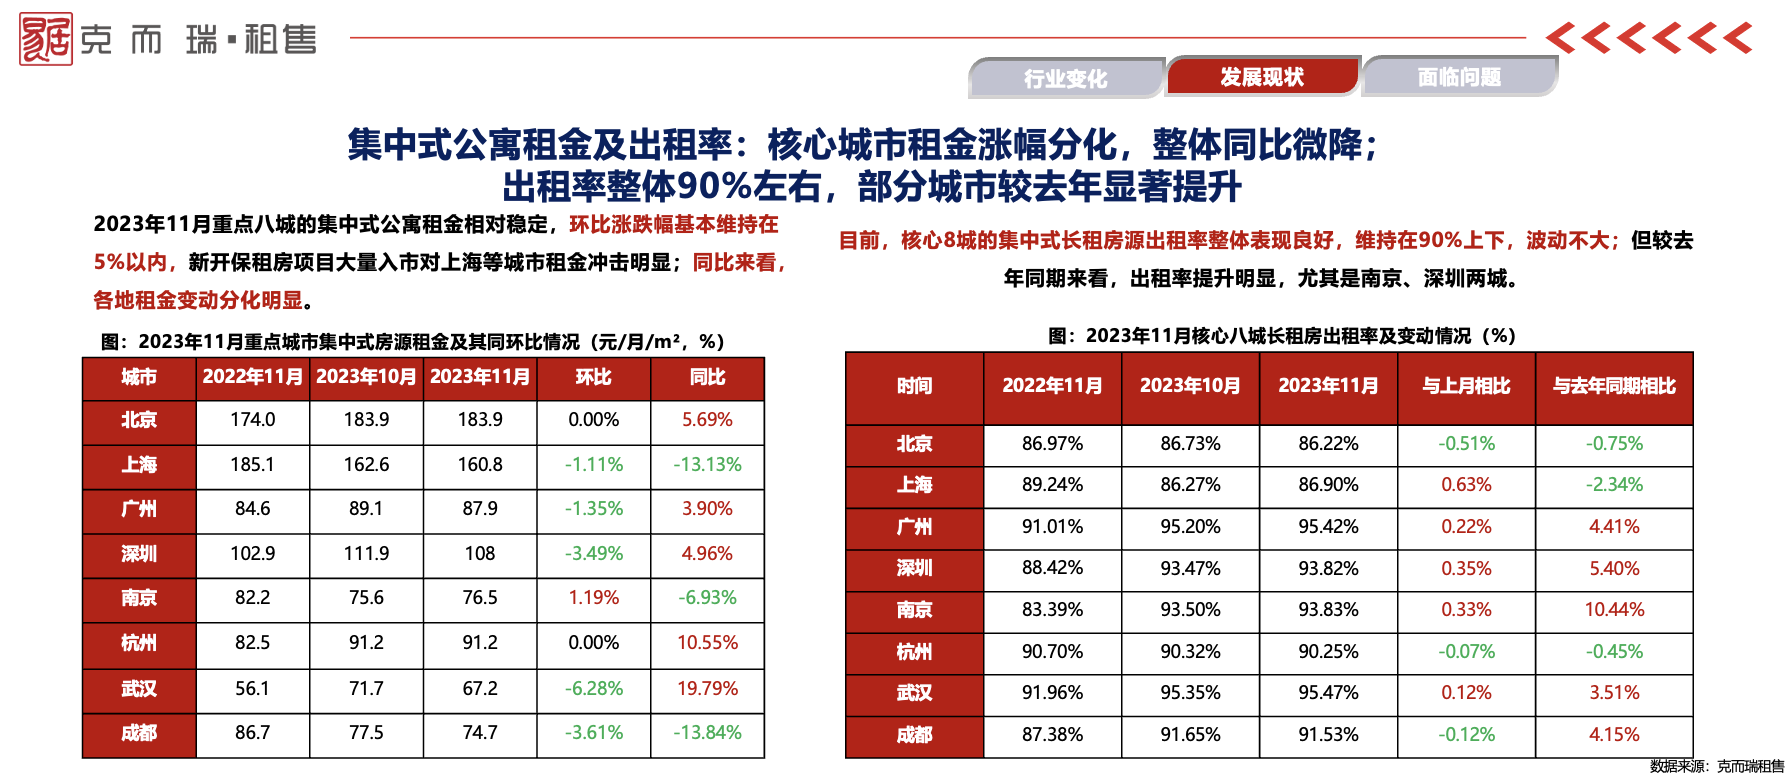 克而瑞·租售
行业变化 发展现状 面临问题
集中式公寓租金及出租率：核心城市租金涨幅分化，整体同比微降；
出租率整体90%左右，部分城市较去年显著提升
2023年11月重点八城的集中式公寓租金相对稳定，环比涨跌幅基本维持在
5%以内，新开保租房项目大量入市对上海等城市租金冲击明显；同比来看，
各地租金变动分化明显。
图：2023年11月重点城市集中式房源租金及其同环比情况（元/月/m²，%）
城市 2022年11月 2023年10月 2023年11月 环比 同比
北京 174.0 183.9 183.9 0.00% 5.69%
上海 185.1 162.6 160.8 -1.11% -13.13%
广州 84.6 89.1 87.9 -1.35% 3.90%
深圳 102.9 111.9 108 -3.49% 4.96%
南京 82.2 75.6 76.5 1.19% -6.93%
杭州 82.5 91.2 91.2 0.00% 10.55%
武汉 56.1 71.7 67.2 -6.28% 19.79%
成都 86.7 77.5 74.7 -3.61% -13.84%
目前，核心8城的集中式长租房源出租率整体表现良好，维持在90%上下，波动不大；但较去
年同期来看，出租率提升明显，尤其是南京、深圳两城。
图：2023年11月核心八城长租房出租率及变动情况（%）
时间 2022年11月 2023年10月 2023年11月 与上月相比 与去年同期相比
北京 86.97% 86.73% 86.22% -0.51% -0.75%
上海 89.24% 86.27% 86.90% 0.63% -2.34%
广州 91.01% 95.20% 95.42% 0.22% 4.41%
深圳 88.42% 93.47% 93.82% 0.35% 5.40%
南京 83.39% 93.50% 93.83% 0.33% 10.44%
杭州 90.70% 90.32% 90.25% -0.07% -0.45%
武汉 91.96% 95.35% 95.47% 0.12% 3.51%
成都 87.38% 91.65% 91.53% -0.12% 4.15%
数据来源：克而瑞租售